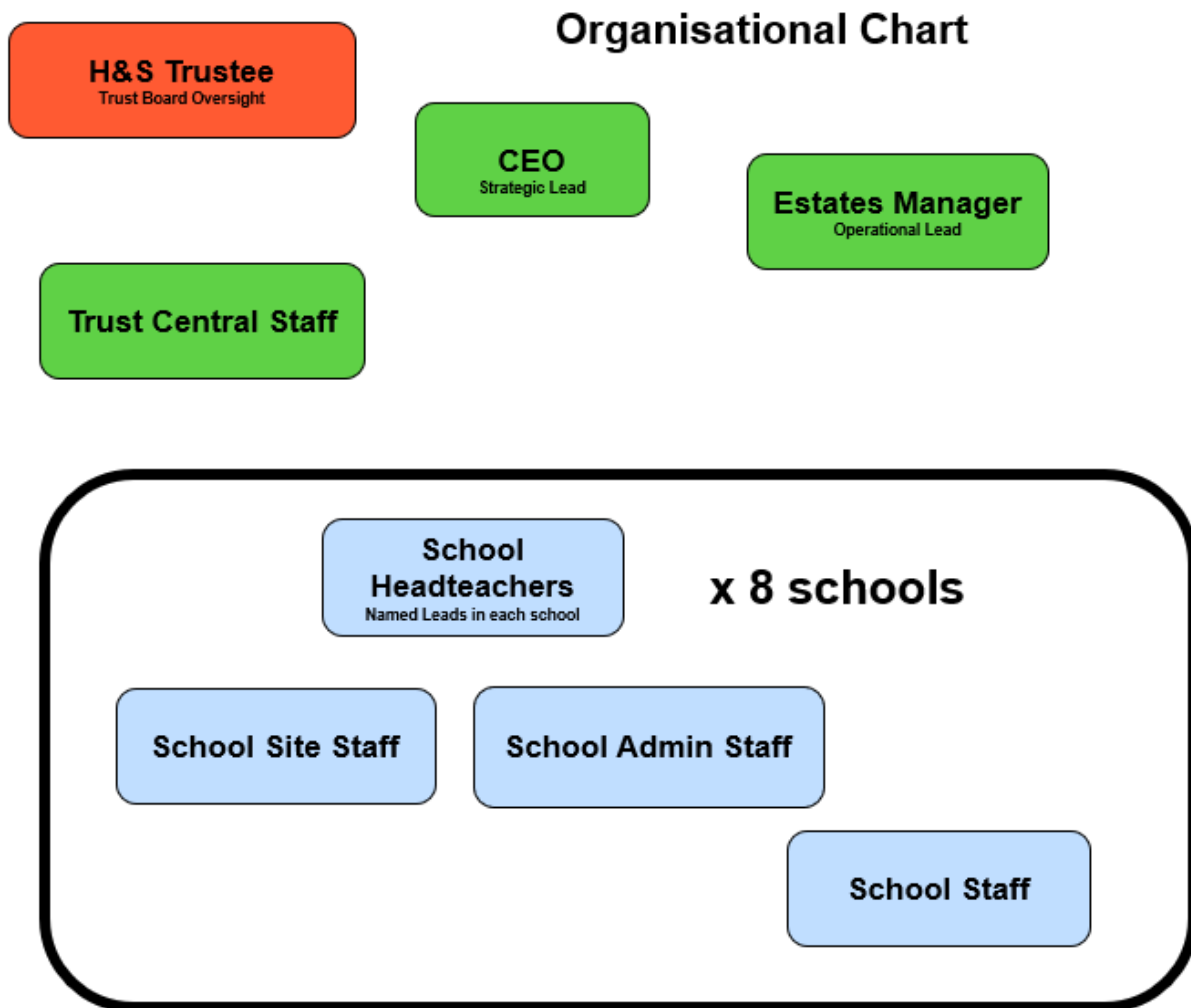 Organisational Chart
H&S Trustee
Trust Board Oversight
CEO
Strategic Lead
Estates Manager
Operational Lead
Trust Central Staff
School
Headteachers
Named Leads in each school
x 8 schools
School Site Staff
School Admin Staff
School Staff